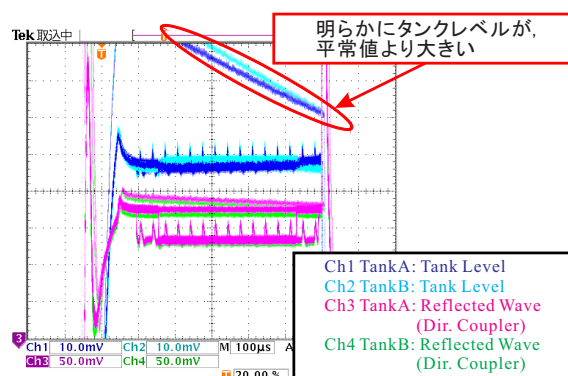 Tek 取込中
T
明らかにタンクレベルが，
平常値より大きい
T
3
Ch1 10.0mV Ch2 10.0mV M 100µs A
Ch3 50.0mV Ch4 50.0mV
T 20.00 %
Ch1 TankA: Tank Level
Ch2 TankB: Tank Level
Ch3 TankA: Reflected Wave
(Dir. Coupler)
Ch4 TankB: Reflected Wave
(Dir. Coupler)